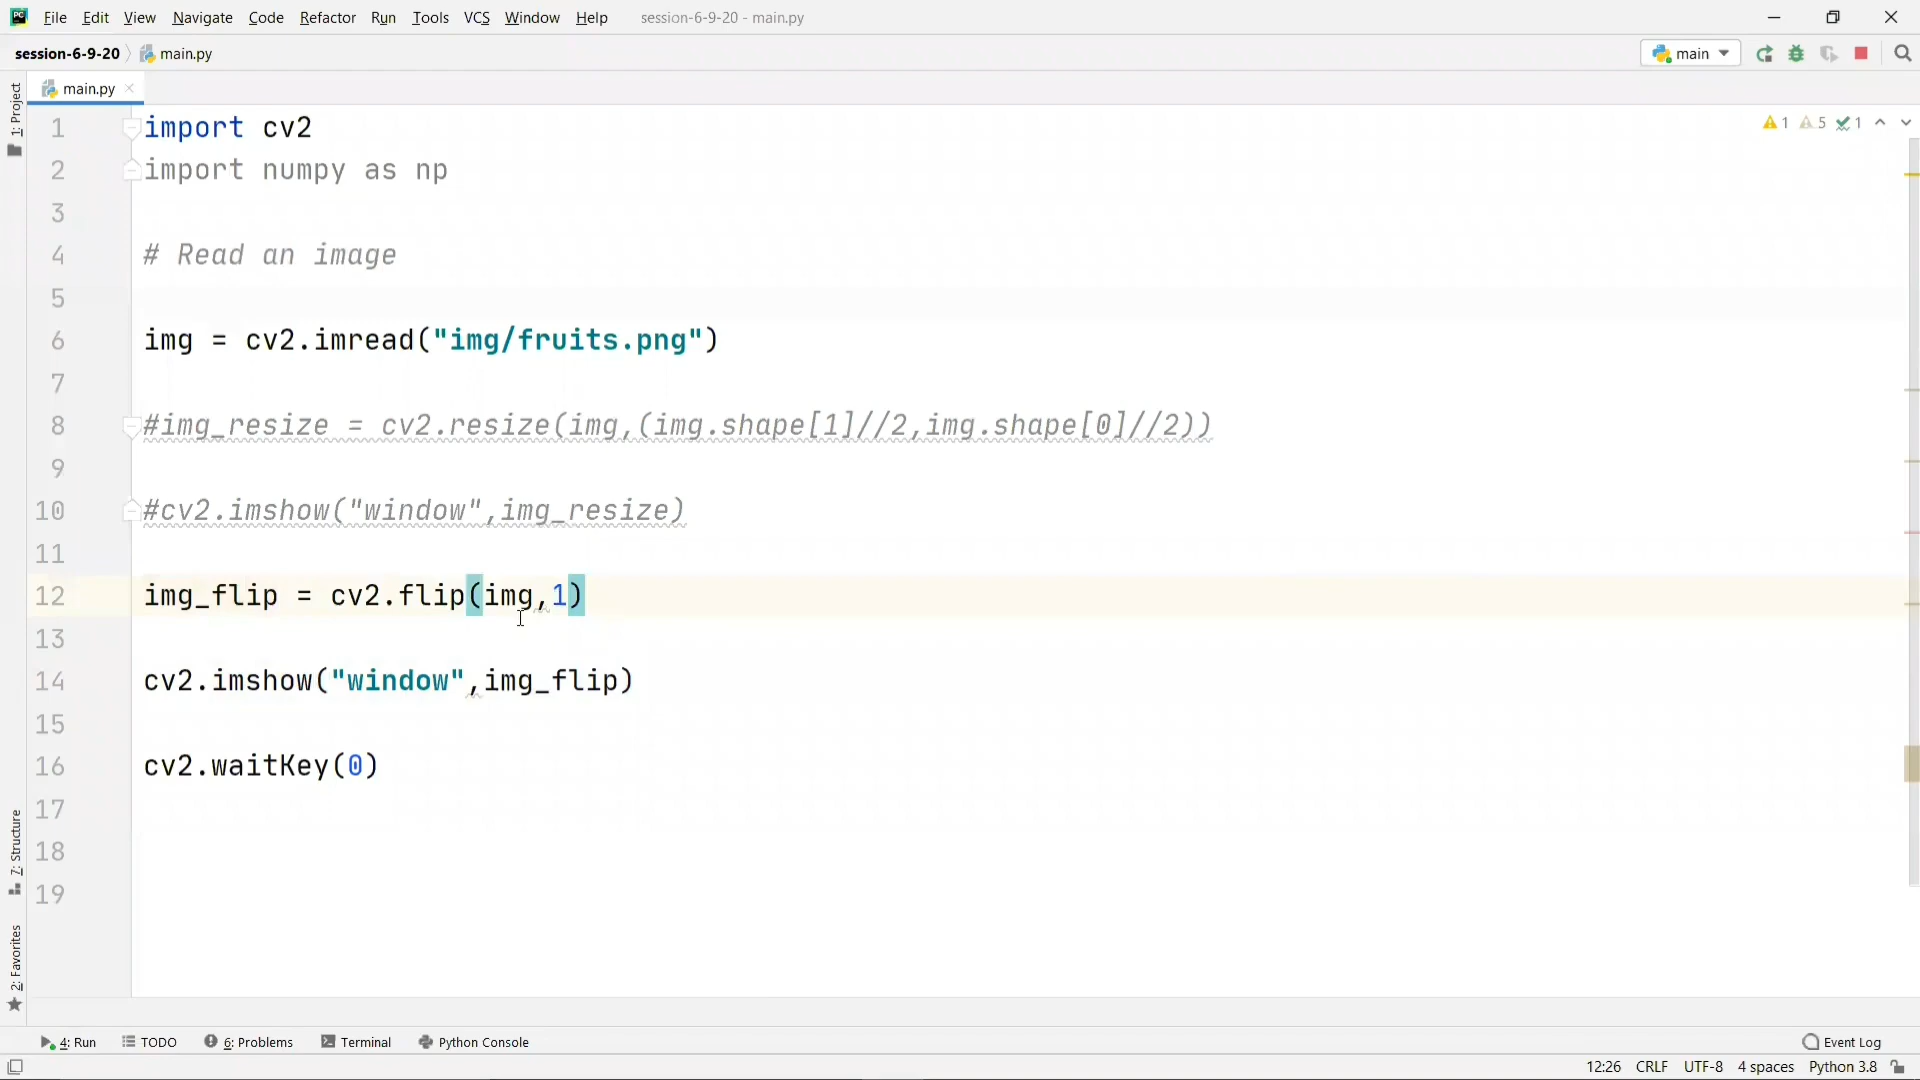 File Edit View Navigate Code Refactor Run Tools VCS Window Help session-6-9-20 - main.py
session-6-9-20 main.py main
main.py
1: Project
1 import cv2
2 import numpy as np
3
4 # Read an image
5
6 img = cv2.imread("img/fruits.png")
7
8 #img_resize = cv2.resize(img,(img.shape[1]//2,img.shape[0]//2))
9
10 #cv2.imshow("window",img_resize)
11
12 img_flip = cv2.flip(img,1)
13
14 cv2.imshow("window",img_flip)
15
16 cv2.waitKey(0)
17
18
19
1 5 1
7: Structure
2: Favorites
4: Run TODO 6: Problems Terminal Python Console Event Log
12:26 CRLF UTF-8 4 spaces Python 3.8